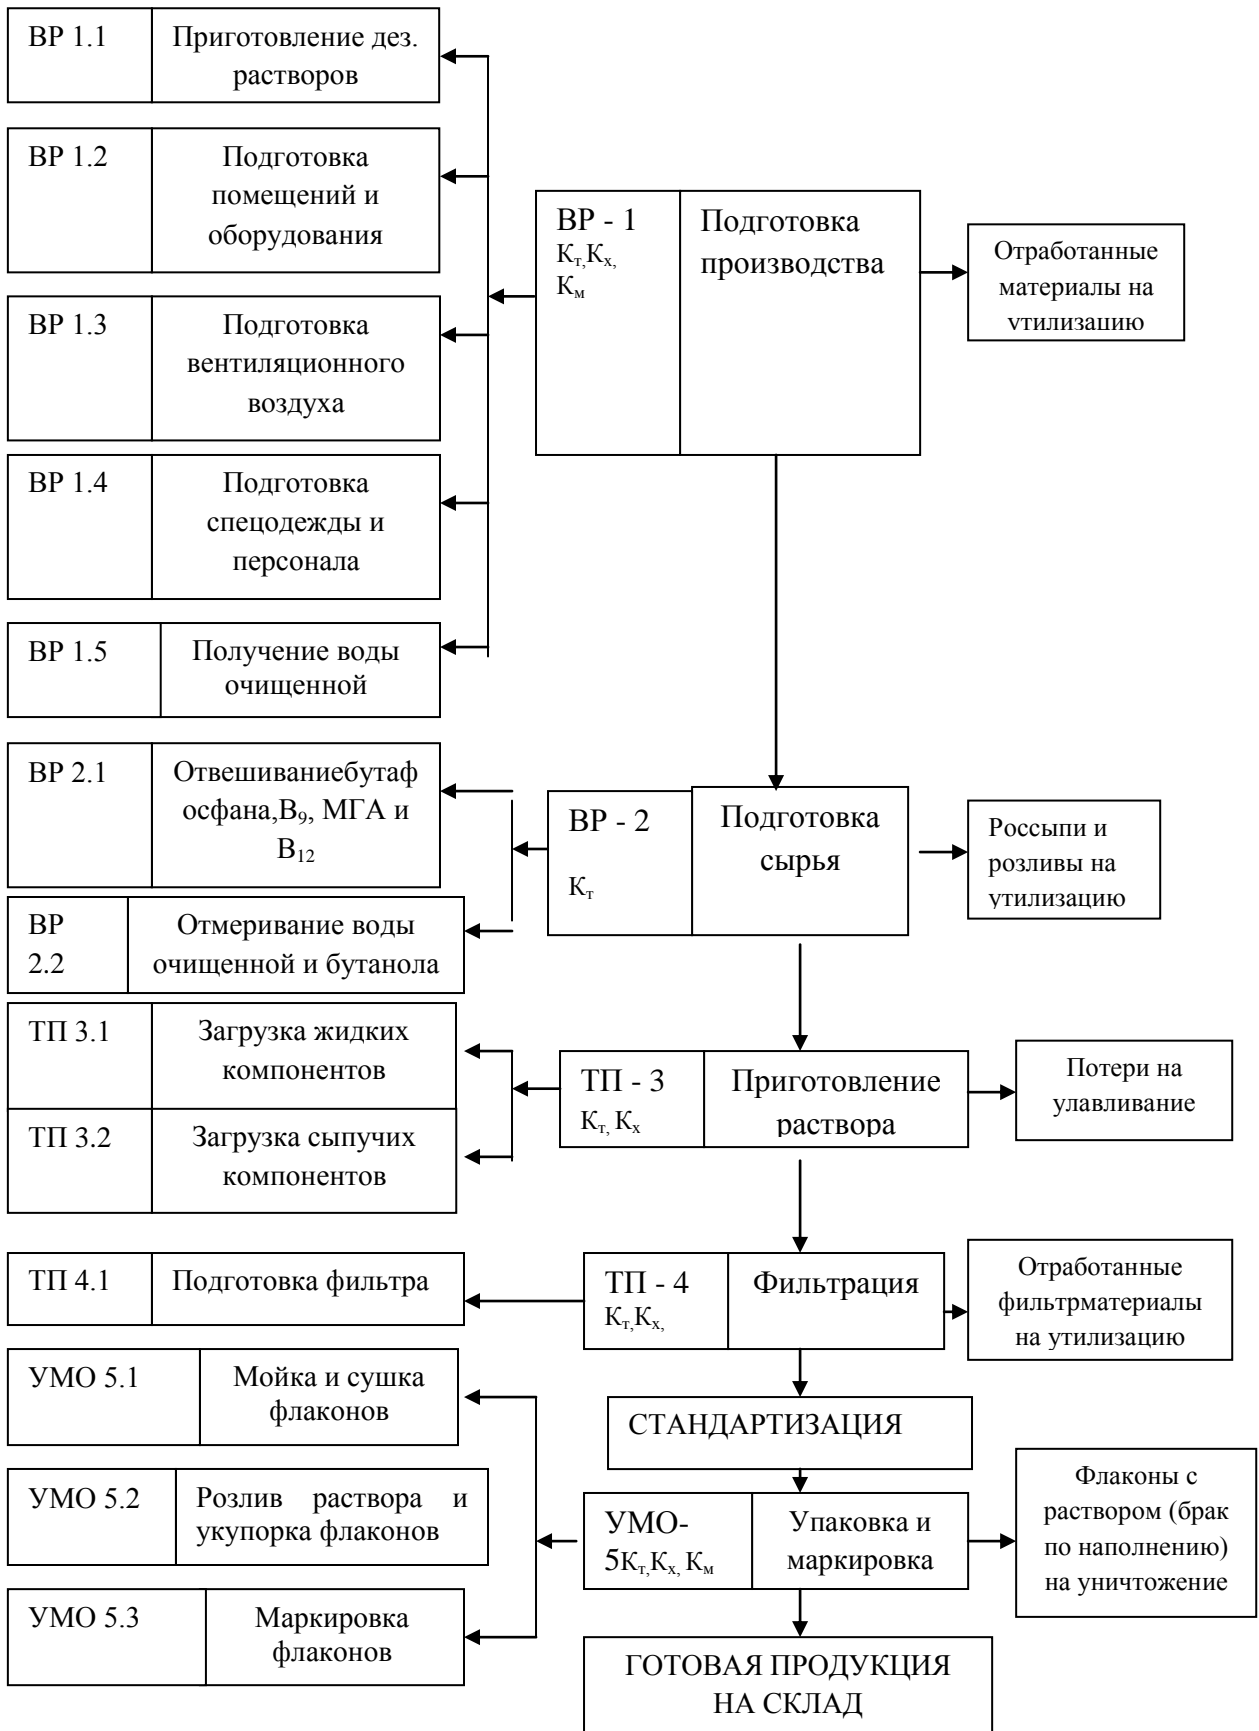 ВР 1.1
Приготовление дез.
растворов
ВР 1.2
Подготовка
помещений и
оборудования
ВР 1.3
Подготовка
вентиляционного
воздуха
ВР 1.4
Подготовка
спецодежды и
персонала
ВР 1.5
Получение воды
очищенной
ВР - 1
Кт,Кх,
Км
Подготовка
производства
Отработанные
материалы на
утилизацию
ВР 2.1
Отвешиваниебутаф
осфана,В9, МГА и
В12
ВР
2.2
Отмеривание воды
очищенной и бутанола
ВР - 2
Кт
Подготовка
сырья
Россыпи и
розливы на
утилизацию
ТП 3.1
Загрузка жидких
компонентов
ТП 3.2
Загрузка сыпучих
компонентов
ТП - 3
Кт, Кх
Приготовление
раствора
Потери на
улавливание
ТП 4.1
Подготовка фильтра
ТП - 4
Кт,Кх,
Фильтрация
Отработанные
фильтрматериалы
на утилизацию
СТАНДАРТИЗАЦИЯ
УМО 5.1
Мойка и сушка
флаконов
УМО 5.2
Розлив раствора и
укупорка флаконов
УМО 5.3
Маркировка
флаконов
УМО-
5Кт,Кх, Км
Упаковка и
маркировка
Флаконы с
раствором (брак
по наполнению)
на уничтожение
ГОТОВАЯ ПРОДУКЦИЯ
НА СКЛАД